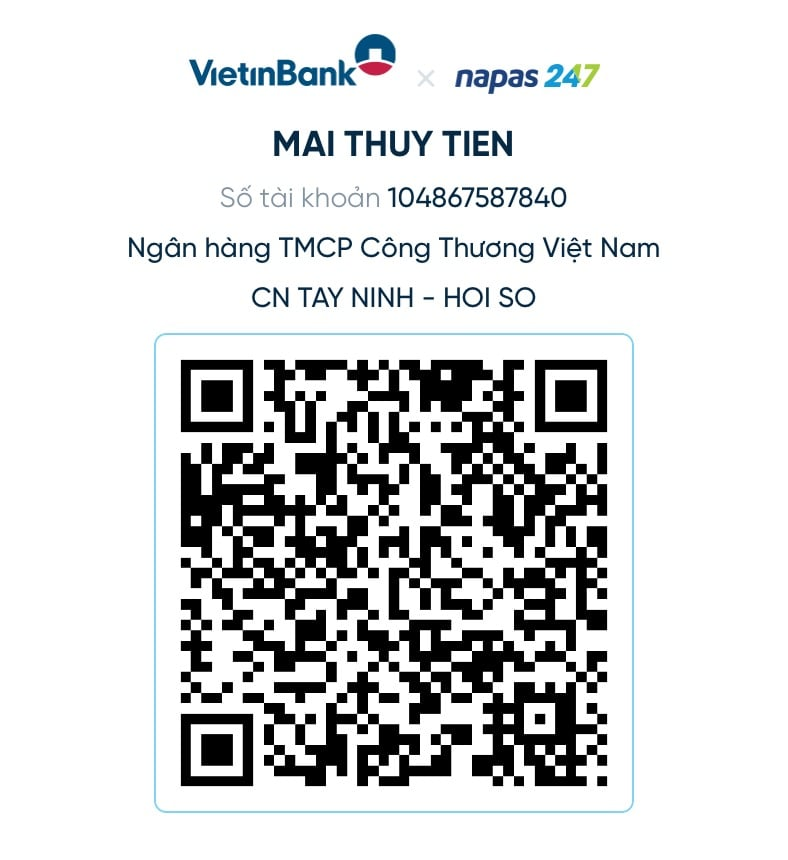 VietinBank × napas 247
MAI THUY TIEN
Số tài khoản 104867587840
Ngân hàng TMCP Công Thương Việt Nam
CN TAY NINH - HOI SO